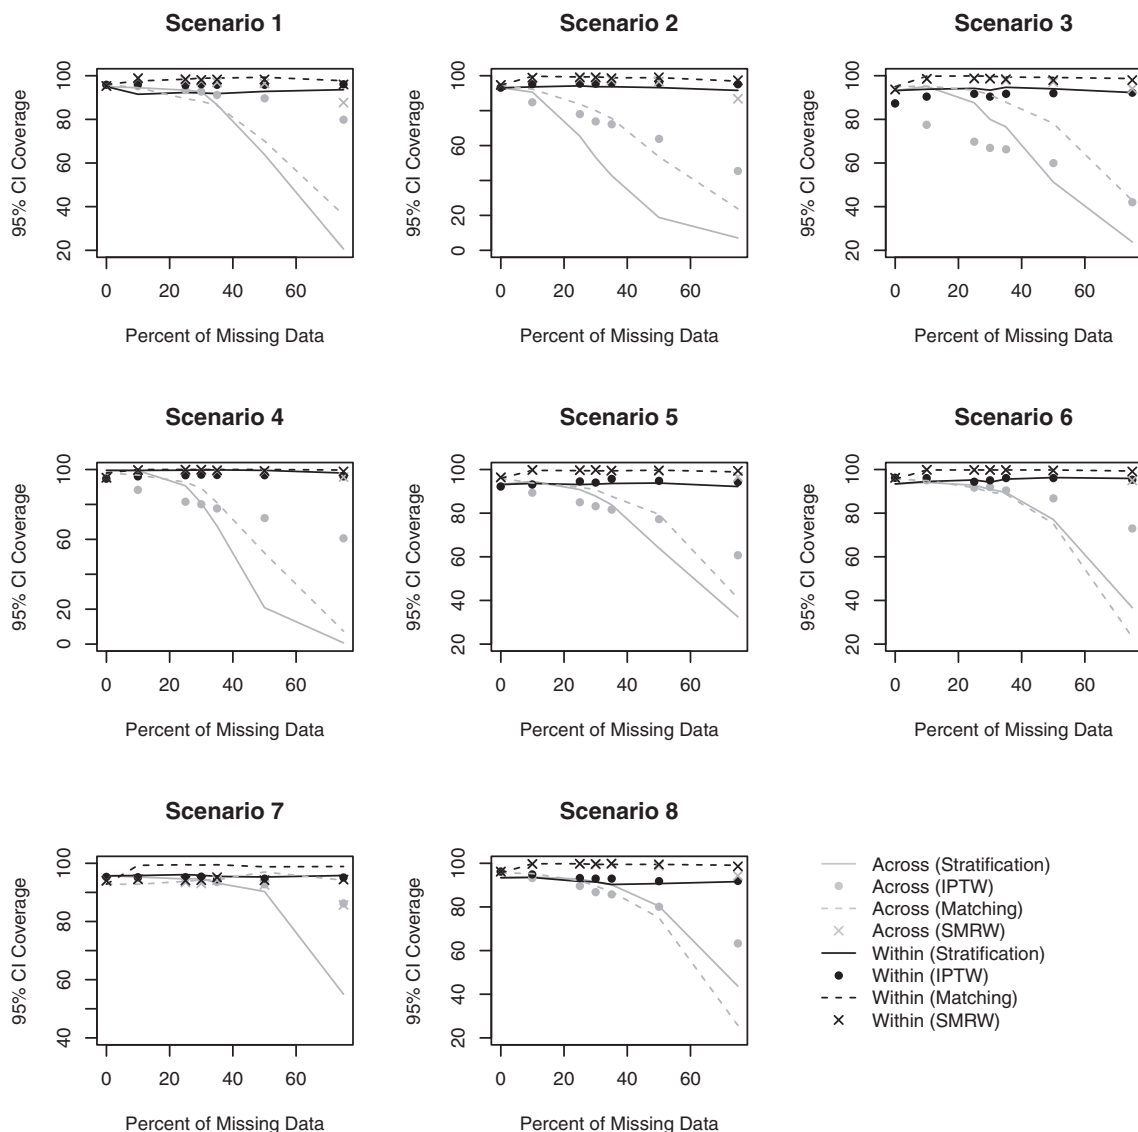 Scenario 1
95% CI Coverage
100
80
60
40
20
0 20 40 60
Percent of Missing Data
Scenario 2
95% CI Coverage
100
80
60
20
0
0 20 40 60
Percent of Missing Data
Scenario 3
95% CI Coverage
100
80
60
40
20
0 20 40 60
Percent of Missing Data
Scenario 4
95% CI Coverage
100
80
60
20
0
0 20 40 60
Percent of Missing Data
Scenario 5
95% CI Coverage
100
80
60
40
20
0 20 40 60
Percent of Missing Data
Scenario 6
95% CI Coverage
100
80
60
40
20
0 20 40 60
Percent of Missing Data
Scenario 7
95% CI Coverage
100
80
60
40
0 20 40 60
Percent of Missing Data
Scenario 8
95% CI Coverage
100
80
60
40
20
0 20 40 60
Percent of Missing Data
Across (Stratification)
Across (IPTW)
Across (Matching)
Across (SMRW)
Within (Stratification)
Within (IPTW)
Within (Matching)
Within (SMRW)